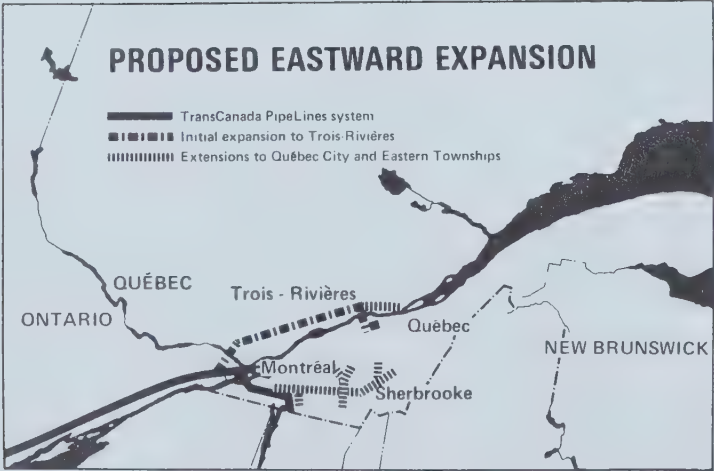 PROPOSED EASTWARD EXPANSION
TransCanada PipeLines system
Initial expansion to Trois-Rivières
Extensions to Québec City and Eastern Townships
QUÉBEC
Trois - Rivières
ONTARIO
Québec
NEW BRUNSWICK
Montréal
Sherbrooke